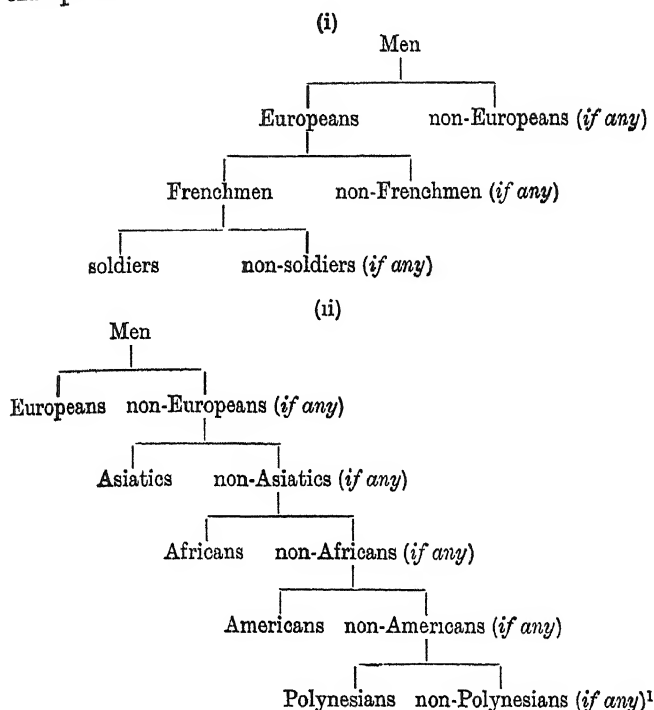 (i)
Men
Europeans non-Europeans (if any)
Frenchmen non-Frenchmen (if any)
soldiers non-soldiers (if any)
(ii)
Men
Europeans non-Europeans (if any)
Asiatics non-Asiatics (if any)
Africans non-Africans (if any)
Americans non-Americans (if any)
Polynesians non-Polynesians (if any)¹